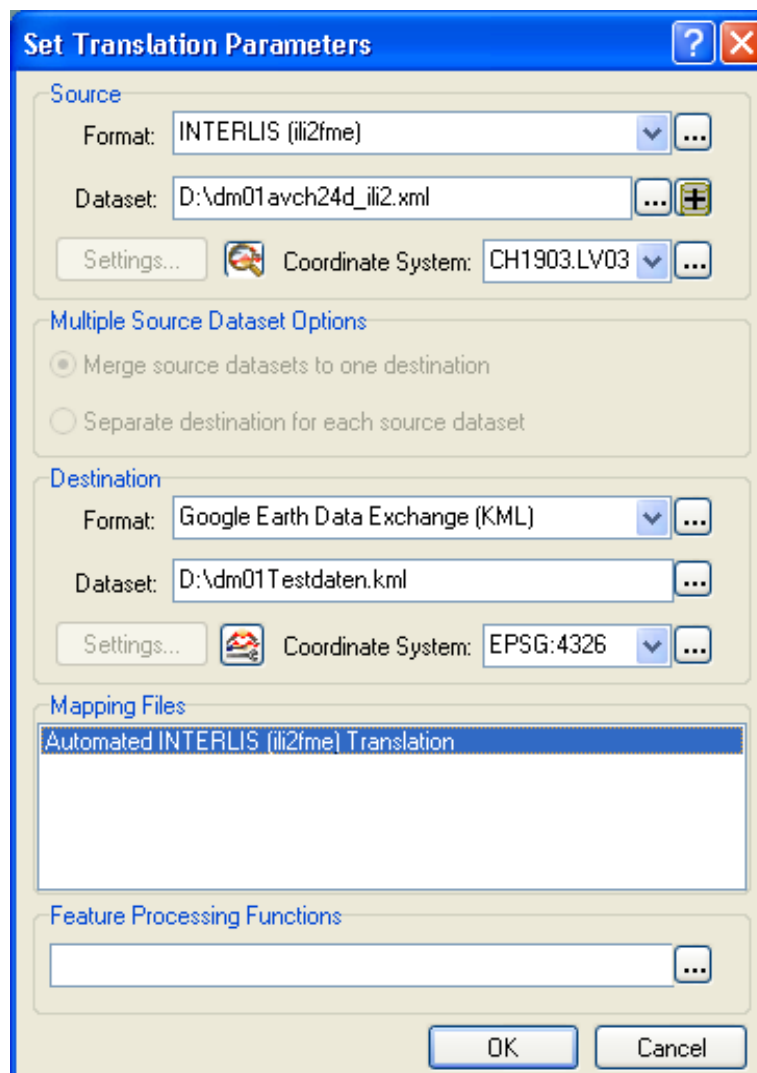 Set Translation Parameters
Source
Format: INTERLIS (ili2fme) ...
Dataset: D:\dm01avch24d_ili2.xml ...
Settings... Coordinate System: CH1903.LV03 ...
Multiple Source Dataset Options
Merge source datasets to one destination
Separate destination for each source dataset
Destination
Format: Google Earth Data Exchange (KML) ...
Dataset: D:\dm01Testdaten.kml ...
Settings... Coordinate System: EPSG:4326 ...
Mapping Files
Automated INTERLIS (ili2fme) Translation
Feature Processing Functions
...
OK Cancel